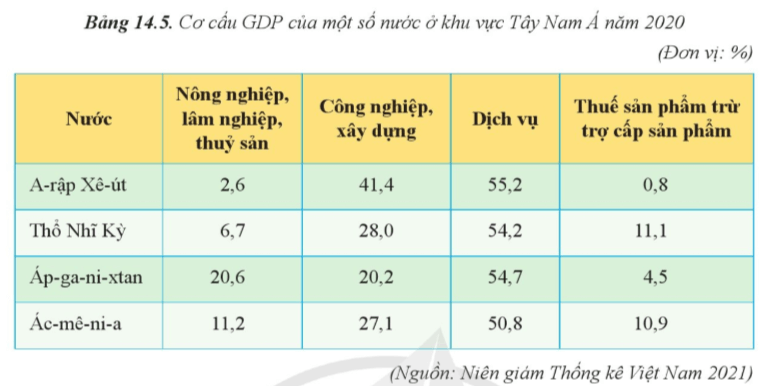 Bảng 14.5. Cơ cấu GDP của một số nước ở khu vực Tây Nam Á năm 2020
(Đơn vị: %)
Nước
Nông nghiệp,
lâm nghiệp,
thuỷ sản
Công nghiệp,
xây dựng
Dịch vụ
Thuế sản phẩm trừ
trợ cấp sản phẩm
A-rập Xê-út 2,6 41,4 55,2 0,8
Thổ Nhĩ Kỳ 6,7 28,0 54,2 11,1
Áp-ga-ni-xtan 20,6 20,2 54,7 4,5
Ác-mê-ni-a 11,2 27,1 50,8 10,9
(Nguồn: Niên giám Thống kê Việt Nam 2021)